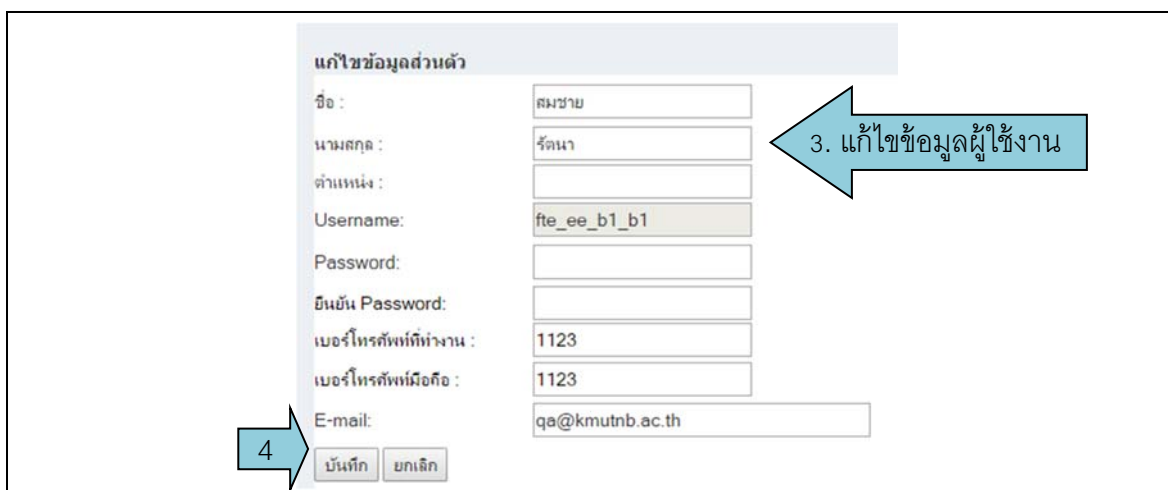 แก้ไขข้อมูลส่วนตัว
ชื่อ : สมชาย
นามสกุล : รัตนา
3. แก้ไขข้อมูลผู้ใช้งาน
ตำแหน่ง :
Username: fte_ee_b1_b1
Password:
ยืนยัน Password:
เบอร์โทรศัพท์ที่ทำงาน : 1123
เบอร์โทรศัพท์มือถือ : 1123
E-mail: qa@kmutnb.ac.th
4
บันทึก ยกเลิก